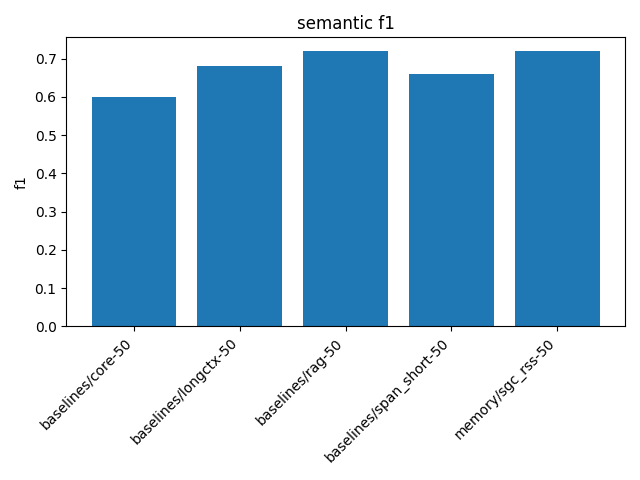 semantic f1
f1
0.7
0.6
0.5
0.4
0.3
0.2
0.1
0.0
baselines/core-50
baselines/longctx-50
baselines/rag-50
baselines/span_short-50
memory/sgc_rss-50